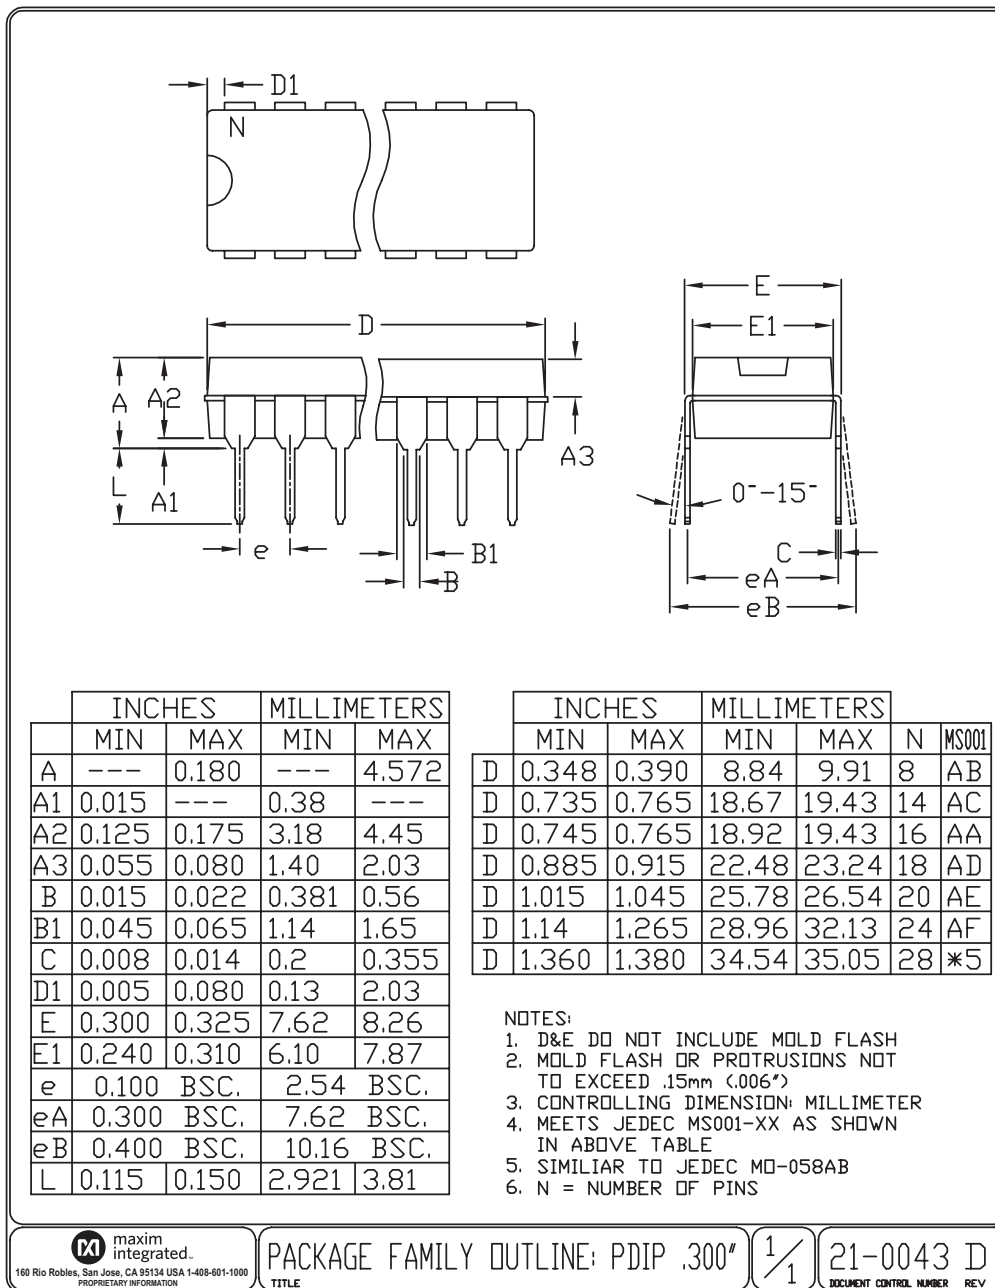 D1
N
E
D
E1
A
A2
A3
L
A1
0°-15°
e
B1
C
B
eA
eB
INCHES MILLIMETERS
MIN MAX MIN MAX
A --- 0.180 --- 4.572
A1 0.015 --- 0.38 ---
A2 0.125 0.175 3.18 4.45
A3 0.055 0.080 1.40 2.03
B 0.015 0.022 0.381 0.56
B1 0.045 0.065 1.14 1.65
C 0.008 0.014 0.2 0.355
D1 0.005 0.080 0.13 2.03
E 0.300 0.325 7.62 8.26
E1 0.240 0.310 6.10 7.87
e 0.100 BSC. 2.54 BSC.
eA 0.300 BSC. 7.62 BSC.
eB 0.400 BSC. 10.16 BSC.
L 0.115 0.150 2.921 3.81
INCHES MILLIMETERS
MIN MAX MIN MAX N MS001
D 0.348 0.390 8.84 9.91 8 AB
D 0.735 0.765 18.67 19.43 14 AC
D 0.745 0.765 18.92 19.43 16 AA
D 0.885 0.915 22.48 23.24 18 AD
D 1.015 1.045 25.78 26.54 20 AE
D 1.14 1.265 28.96 32.13 24 AF
D 1.360 1.380 34.54 35.05 28 *5
NOTES:
1. D&E DO NOT INCLUDE MOLD FLASH
2. MOLD FLASH OR PROTRUSIONS NOT
TO EXCEED .15mm (.006")
3. CONTROLLING DIMENSION: MILLIMETER
4. MEETS JEDEC MS001-XX AS SHOWN
IN ABOVE TABLE
5. SIMILIAR TO JEDEC MO-058AB
6. N = NUMBER OF PINS
maxim
integrated™
160 Rio Robles, San Jose, CA 95134 USA 1-408-601-1000
PROPRIETARY INFORMATION
PACKAGE FAMILY OUTLINE: PDIP .300"
TITLE
1/1
21-0043 D
DOCUMENT CONTROL NUMBER REV